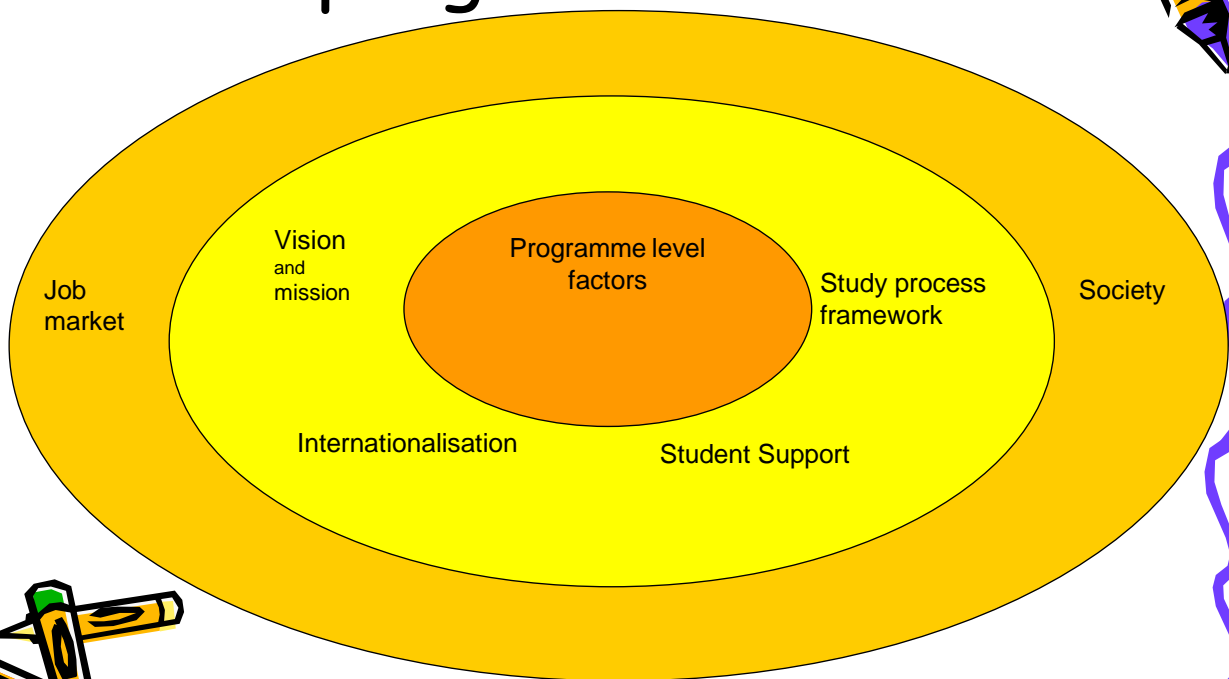 Vision
and
mission
Programme level
factors
Job
market
Study process
framework
Society
Internationalisation
Student Support